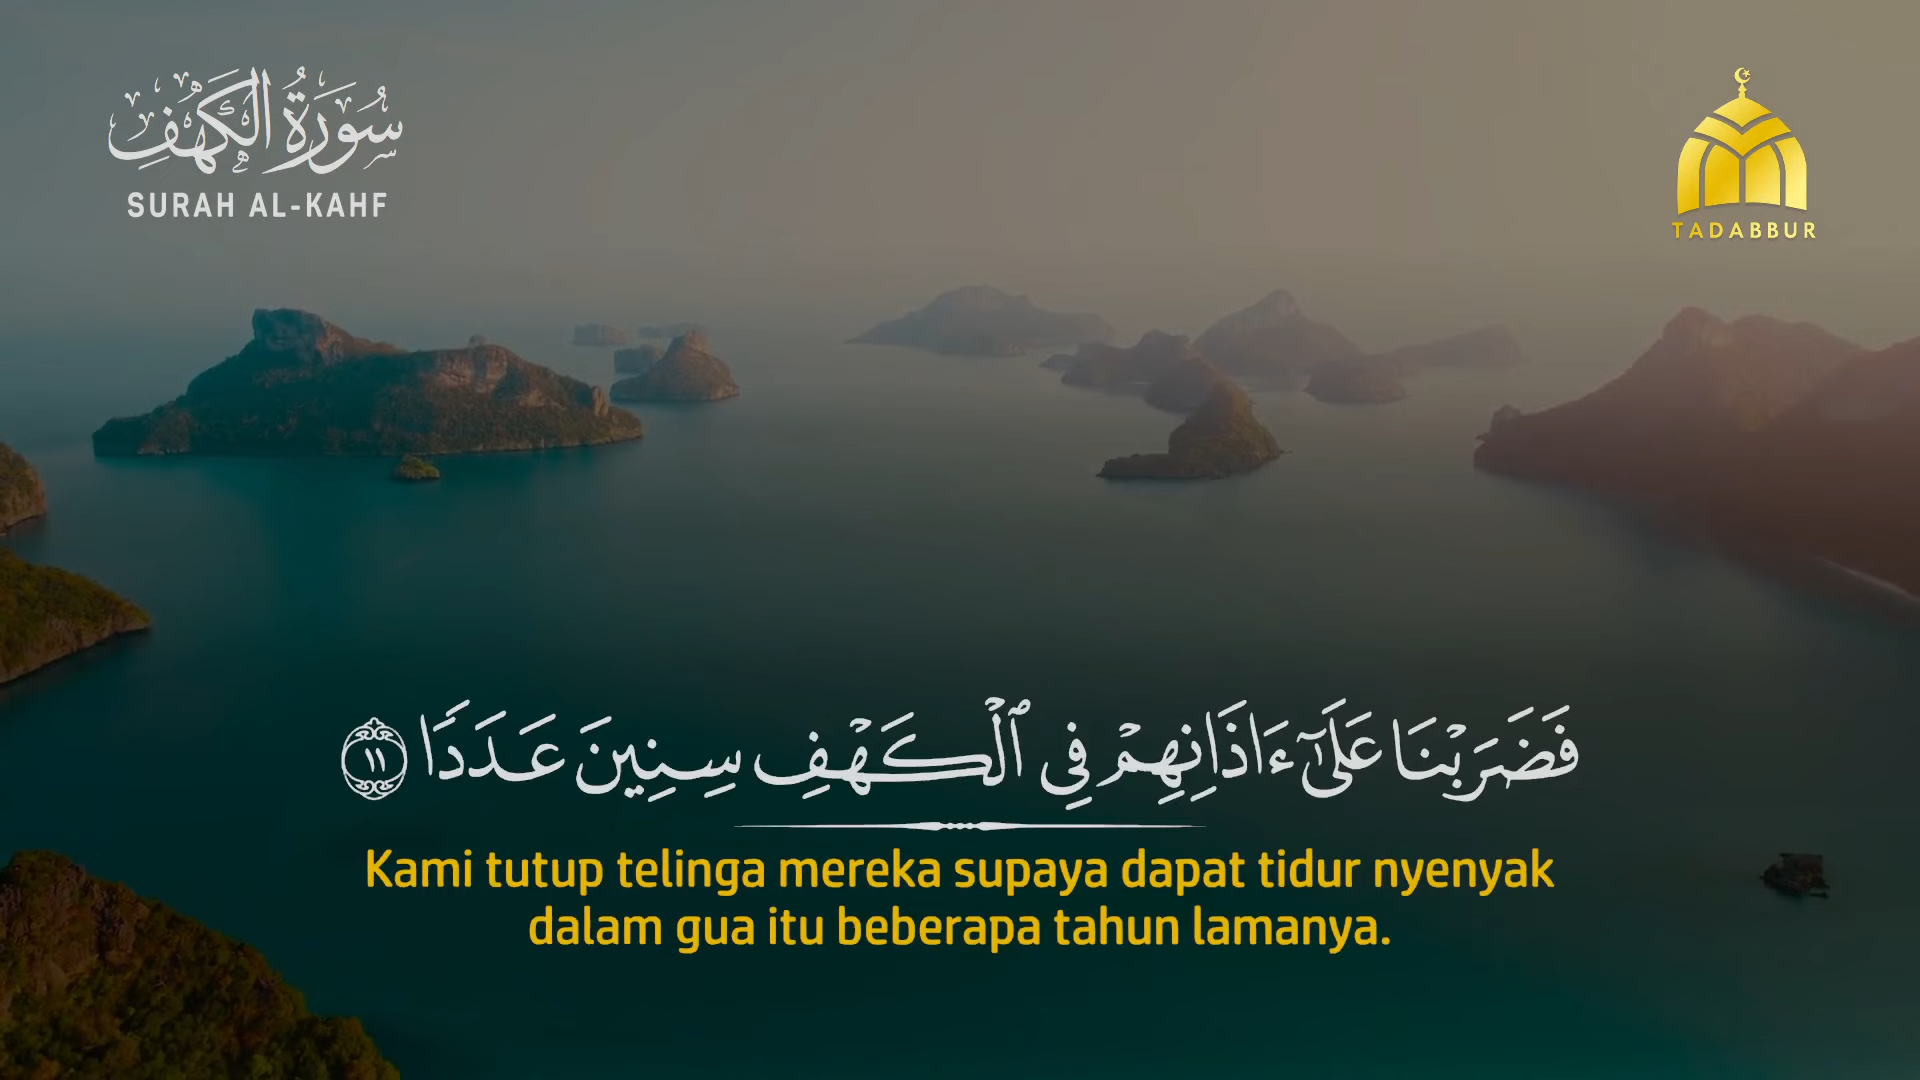 سُورَةُ الْكَهْفِ
SURAH AL-KAHF
TADABBUR
فَضَرَبْنَا عَلَىٰٓ ءَاذَانِهِمْ فِى ٱلْكَهْفِ سِنِينَ عَدَدًا ١١
Kami tutup telinga mereka supaya dapat tidur nyenyak
dalam gua itu beberapa tahun lamanya.